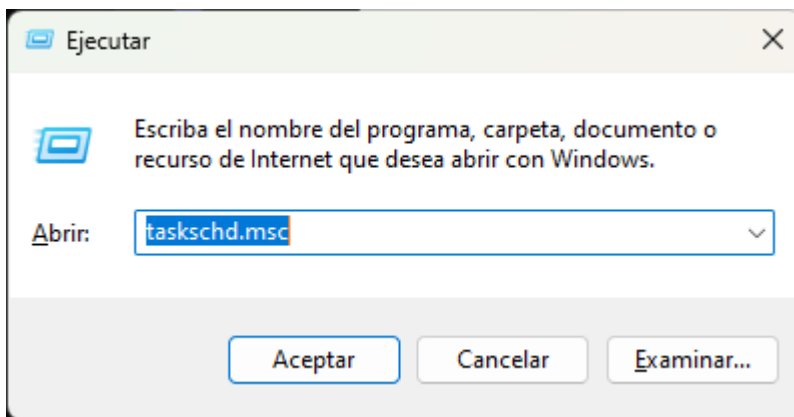 Ejecutar
Escriba el nombre del programa, carpeta, documento o
recurso de Internet que desea abrir con Windows.
Abrir: taskschd.msc
Aceptar Cancelar Examinar...